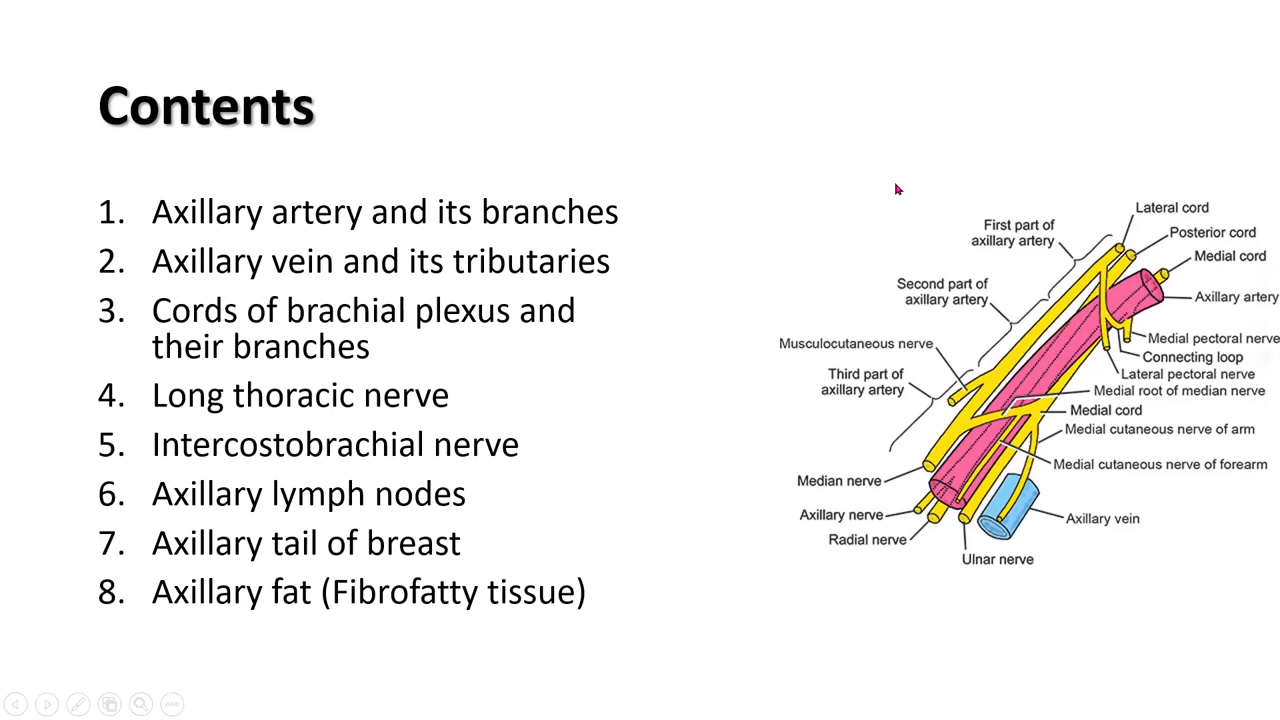 Contents
1. Axillary artery and its branches
2. Axillary vein and its tributaries
3. Cords of brachial plexus and
their branches
4. Long thoracic nerve
5. Intercostobrachial nerve
6. Axillary lymph nodes
7. Axillary tail of breast
8. Axillary fat (Fibrofatty tissue)
Lateral cord
First part of
axillary artery
Posterior cord
Medial cord
Second part of
axillary artery
Axillary artery
Musculocutaneous nerve
Medial pectoral nerve
Connecting loop
Third part of
axillary artery
Lateral pectoral nerve
Medial root of median nerve
Medial cord
Medial cutaneous nerve of arm
Medial cutaneous nerve of forearm
Median nerve
Axillary nerve
Axillary vein
Radial nerve
Ulnar nerve